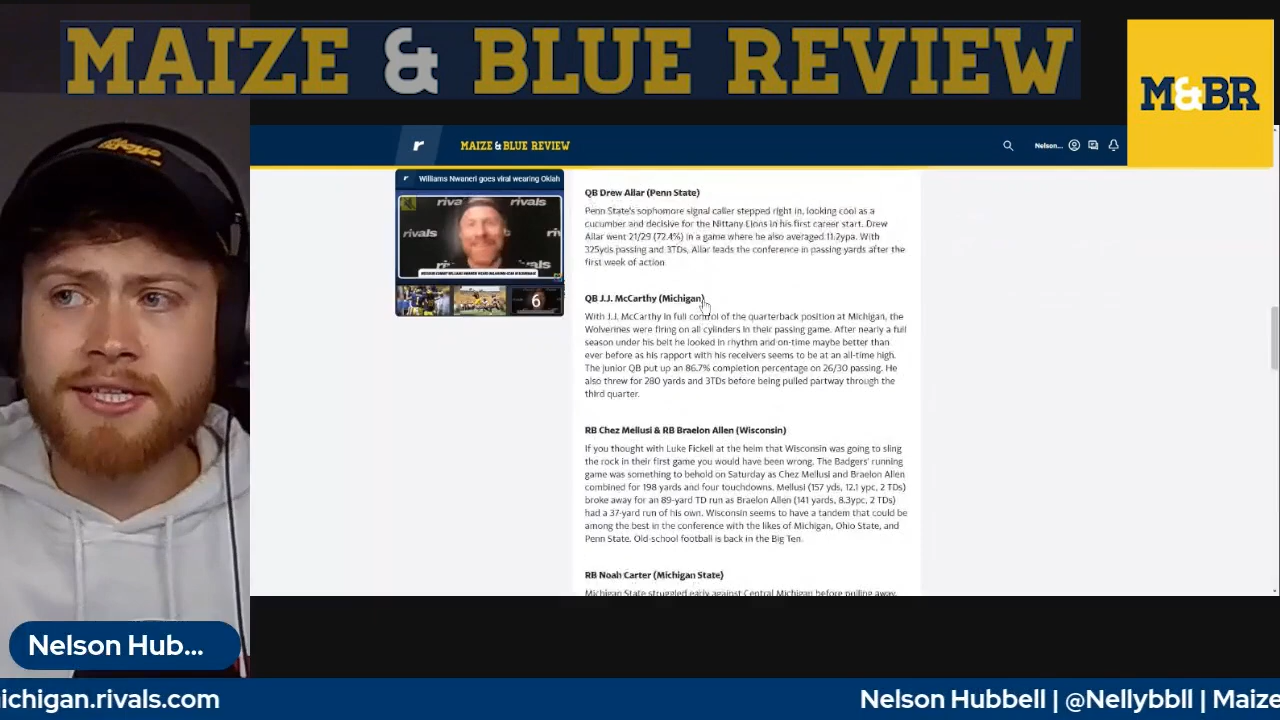 MAIZE & BLUE REVIEW
M&BR
r
MAIZE & BLUE REVIEW
Nelson...
r
Williams Nwaneri goes viral wearing Oklah
rivals
rivals
rivals
6
QB Drew Allar (Penn State)
Penn State's sophomore signal caller stepped right in, looking cool as a
cucumber and decisive for the Nittany Lions in his first career start. Drew
Allar went 21/29 (72.4%) in a game where he also averaged 11.2ypa. With
325yds passing and 3TDs, Allar leads the conference in passing yards after the
first week of action
QB J.J. McCarthy (Michigan)
With J.J. McCarthy in full control of the quarterback position at Michigan, the
Wolverines were firing on all cylinders in their passing game. After nearly a full
season under his belt he looked in rhythm and on-time maybe better than
ever before as his rapport with his receivers seems to be at an all-time high.
The junior QB put up an 86.7% completion percentage on 26/30 passing. He
also threw for 280 yards and 3TDs before being pulled partway through the
third quarter.
RB Chez Mellusi & RB Braelon Allen (Wisconsin)
If you thought with Luke Fickell at the helm that Wisconsin was going to sling
the rock in their first game you would have been wrong. The Badgers' running
game was something to behold on Saturday as Chez Mellusi and Braelon Allen
combined for 198 yards and four touchdowns. Mellusi (157 yds, 12.1 ypc, 2 TDs)
broke away for an 89-yard TD run as Braelon Allen (141 yards, 8.3ypc, 2 TDs)
had a 37-yard run of his own. Wisconsin seems to have a tandem that could be
among the best in the conference with the likes of Michigan, Ohio State, and
Penn State. Old-school football is back in the Big Ten.
RB Noah Carter (Michigan State)
Michigan State struggled early against Central Michigan before pulling away.
Nelson Hub...
ichigan.rivals.com
Nelson Hubbell | @Nellybbll | Maize